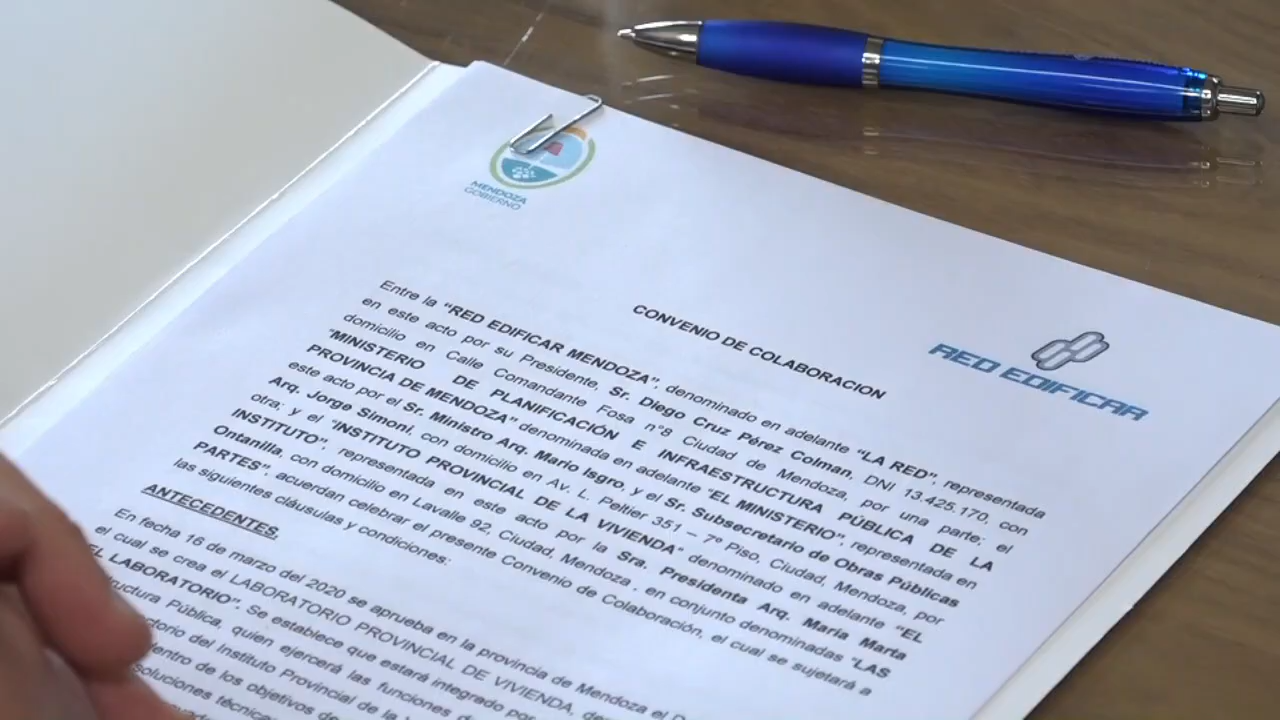 MENDOZA
GOBIERNO
RED EDIFICAR
CONVENIO DE COLABORACION
Entre la "RED EDIFICAR MENDOZA", denominado en adelante "LA RED", representada
en este acto por su Presidente, Sr. Diego Cruz Pérez Colman, DNI 13.425.170, con
domicilio en Calle Comandante Fosa n°8 Ciudad de Mendoza, por una parte; el
"MINISTERIO DE PLANIFICACIÓN E INFRAESTRUCTURA PÚBLICA DE LA
PROVINCIA DE MENDOZA" denominada en adelante "EL MINISTERIO", representada en
este acto por el Sr. Ministro Arq. Mario Isgro, y el Sr. Subsecretario de Obras Públicas
Arq. Jorge Simoni, con domicilio en Av. L. Peltier 351 – 7º Piso, Ciudad, Mendoza, por
otra; y el "INSTITUTO PROVINCIAL DE LA VIVIENDA" denominado en adelante "EL
INSTITUTO", representada en este acto por la Sra. Presidenta Arq. María Marta
Ontanilla, con domicilio en Lavalle 92, Ciudad, Mendoza , en conjunto denominadas "LAS
PARTES", acuerdan celebrar el presente Convenio de Colaboración, el cual se sujetará a
las siguientes cláusulas y condiciones:
ANTECEDENTES.
En fecha 16 de marzo del 2020 se aprueba en la provincia de Mendoza el
el cual se crea el LABORATORIO PROVINCIAL DE VIVIENDA,
EL LABORATORIO". Se establece que estará integrado por
Pública, quien ejercerá las funciones
del Instituto Provincial de la
dentro de los objetivos
técnicas